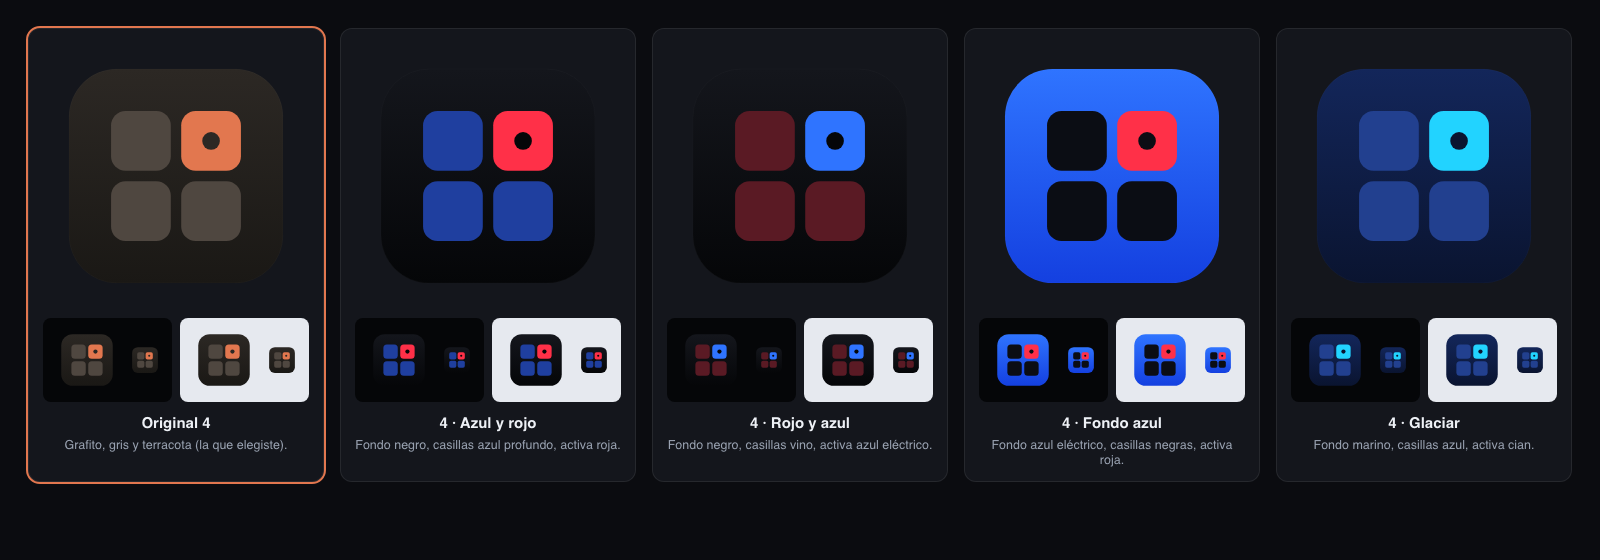 Original 4
Grafito, gris y terracota (la que elegiste).
4 · Azul y rojo
Fondo negro, casillas azul profundo, activa roja.
4 · Rojo y azul
Fondo negro, casillas vino, activa azul eléctrico.
4 · Fondo azul
Fondo azul eléctrico, casillas negras, activa
roja.
4 · Glaciar
Fondo marino, casillas azul, activa cian.